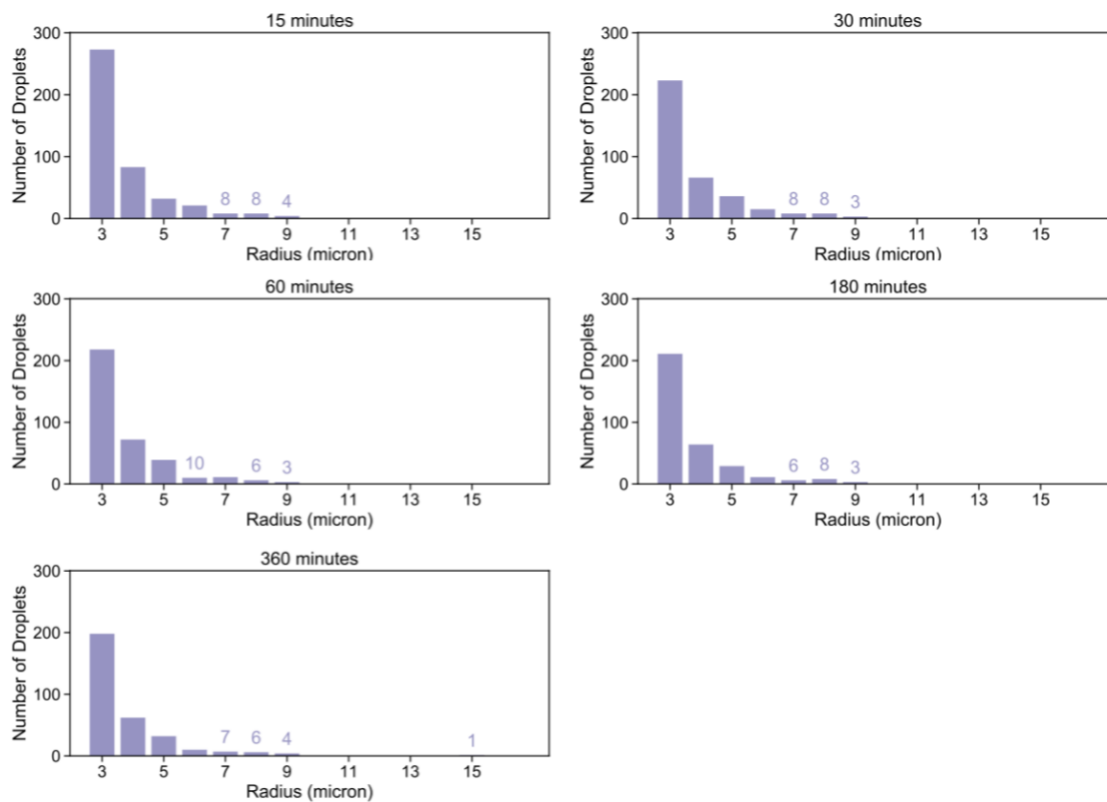 15 minutes
300
200
100
0
Number of Droplets
8 8 4
3 5 7 9 11 13 15
Radius (micron)
30 minutes
300
200
100
0
Number of Droplets
8 8 3
3 5 7 9 11 13 15
Radius (micron)
60 minutes
300
200
100
0
Number of Droplets
10 6 3
3 5 7 9 11 13 15
Radius (micron)
180 minutes
300
200
100
0
Number of Droplets
6 8 3
3 5 7 9 11 13 15
Radius (micron)
360 minutes
300
200
100
0
Number of Droplets
7 6 4 1
3 5 7 9 11 13 15
Radius (micron)